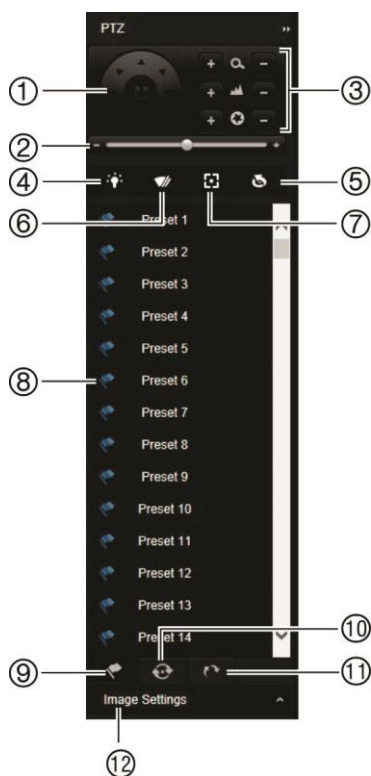 PTZ
①
③
②
④
⑤
⑥
⑦
Preset 1
Preset 2
Preset 3
Preset 4
Preset 5
⑧ Preset 6
Preset 7
Preset 8
Preset 9
Preset 10
Preset 11
Preset 12
Preset 13
Preset 14
⑩
⑨
⑪
Image Settings
⑫